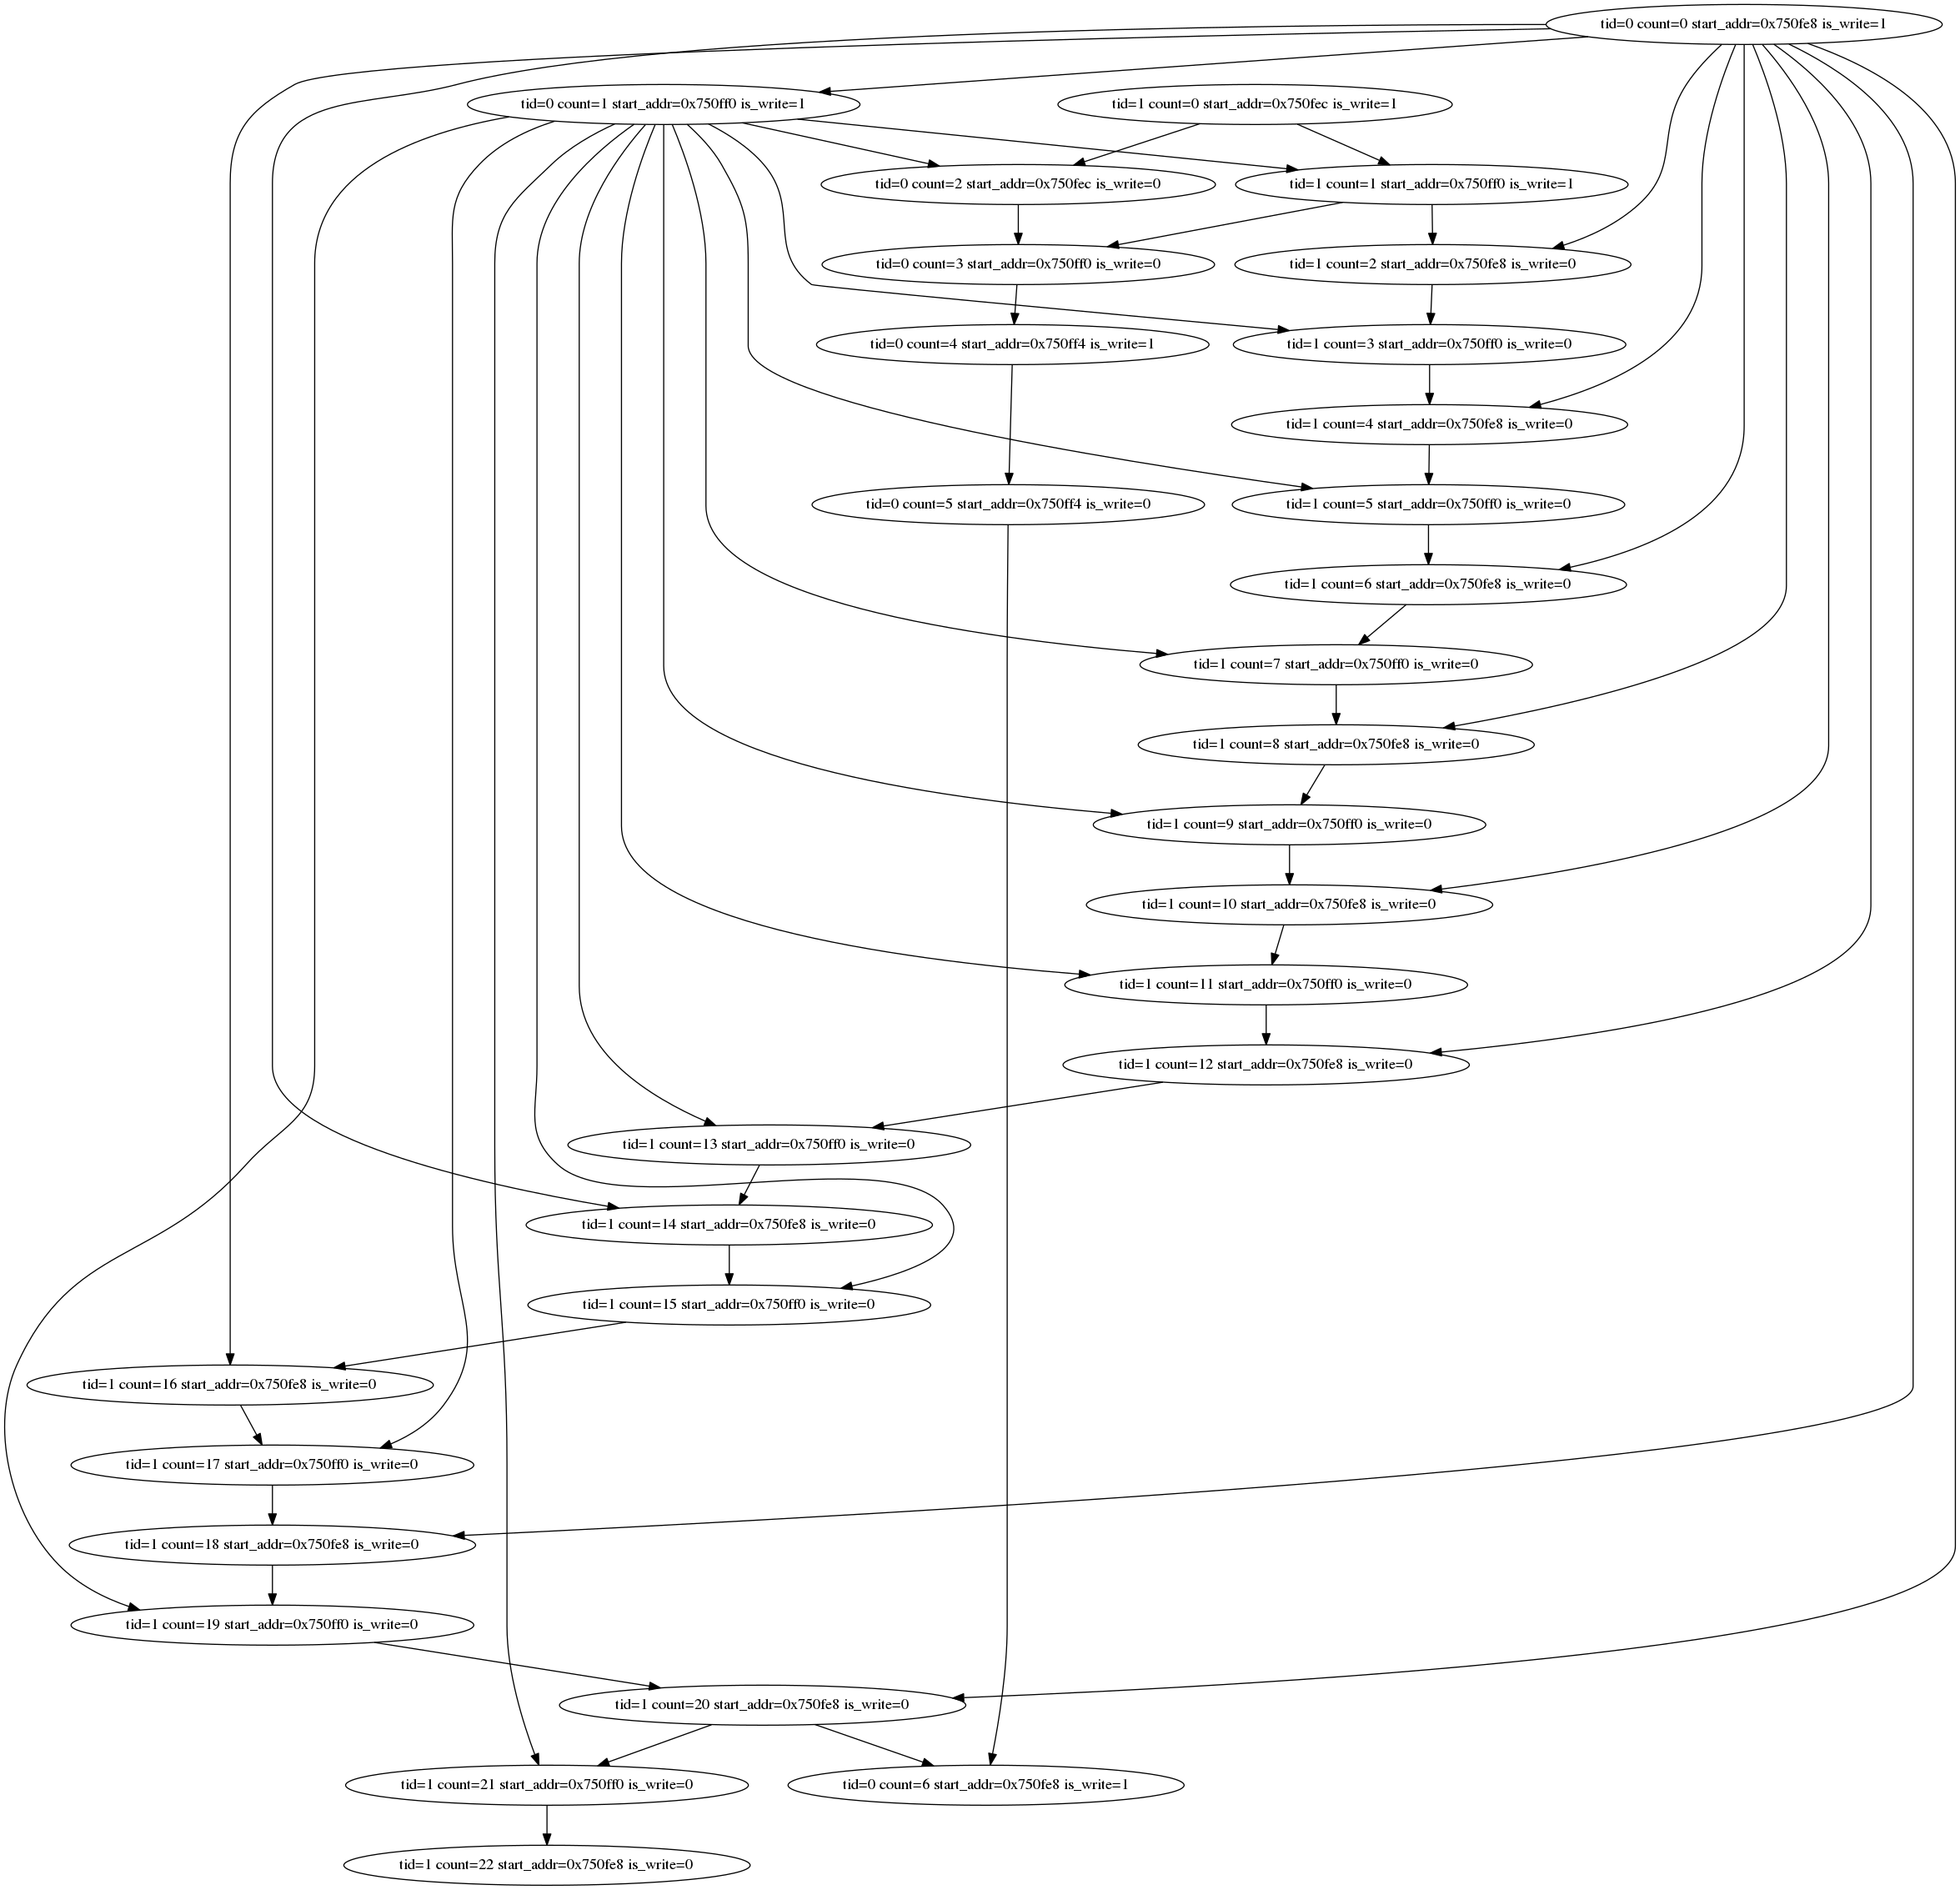 tid=0 count=0 start_addr=0x750fe8 is_write=1
tid=0 count=1 start_addr=0x750ff0 is_write=1
tid=1 count=0 start_addr=0x750fec is_write=1
tid=0 count=2 start_addr=0x750fec is_write=0
tid=1 count=1 start_addr=0x750ff0 is_write=1
tid=0 count=3 start_addr=0x750ff0 is_write=0
tid=1 count=2 start_addr=0x750fe8 is_write=0
tid=0 count=4 start_addr=0x750ff4 is_write=1
tid=1 count=3 start_addr=0x750ff0 is_write=0
tid=1 count=4 start_addr=0x750fe8 is_write=0
tid=0 count=5 start_addr=0x750ff4 is_write=0
tid=1 count=5 start_addr=0x750ff0 is_write=0
tid=1 count=6 start_addr=0x750fe8 is_write=0
tid=1 count=7 start_addr=0x750ff0 is_write=0
tid=1 count=8 start_addr=0x750fe8 is_write=0
tid=1 count=9 start_addr=0x750ff0 is_write=0
tid=1 count=10 start_addr=0x750fe8 is_write=0
tid=1 count=11 start_addr=0x750ff0 is_write=0
tid=1 count=12 start_addr=0x750fe8 is_write=0
tid=1 count=13 start_addr=0x750ff0 is_write=0
tid=1 count=14 start_addr=0x750fe8 is_write=0
tid=1 count=15 start_addr=0x750ff0 is_write=0
tid=1 count=16 start_addr=0x750fe8 is_write=0
tid=1 count=17 start_addr=0x750ff0 is_write=0
tid=1 count=18 start_addr=0x750fe8 is_write=0
tid=1 count=19 start_addr=0x750ff0 is_write=0
tid=1 count=20 start_addr=0x750fe8 is_write=0
tid=1 count=21 start_addr=0x750ff0 is_write=0
tid=0 count=6 start_addr=0x750fe8 is_write=1
tid=1 count=22 start_addr=0x750fe8 is_write=0